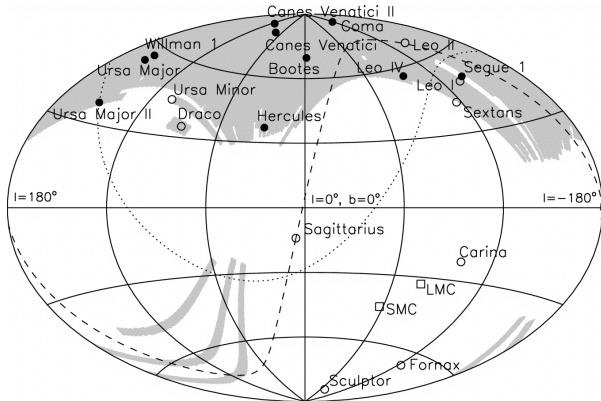 Canes Venatici II
Coma
Willman 1
Canes Venatici
Leo II
Ursa Major
Bootes
Leo IV
Segue 1
Leo I
Ursa Minor
Ursa Major II
Draco
Hercules
Sextans
l=180°
l=0°, b=0°
l=-180°
Sagittarius
Carina
LMC
SMC
Fornax
Sculptor